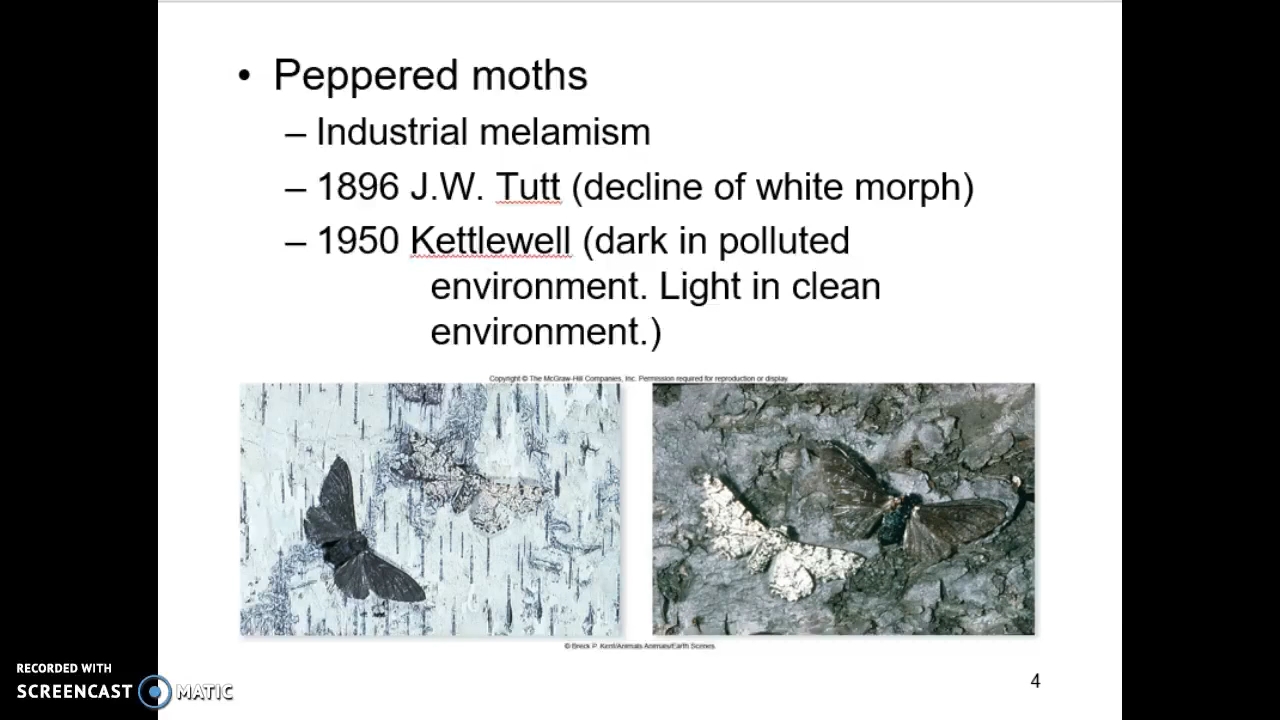 • Peppered moths
– Industrial melamism
– 1896 J.W. Tutt (decline of white morph)
– 1950 Kettlewell (dark in polluted
environment. Light in clean
environment.)
Copyright © The McGraw-Hill Companies, Inc. Permission required for reproduction or display.
© Breck P. Kent/Animals Animals/Earth Scenes
RECORDED WITH
SCREENCAST MATIC
4